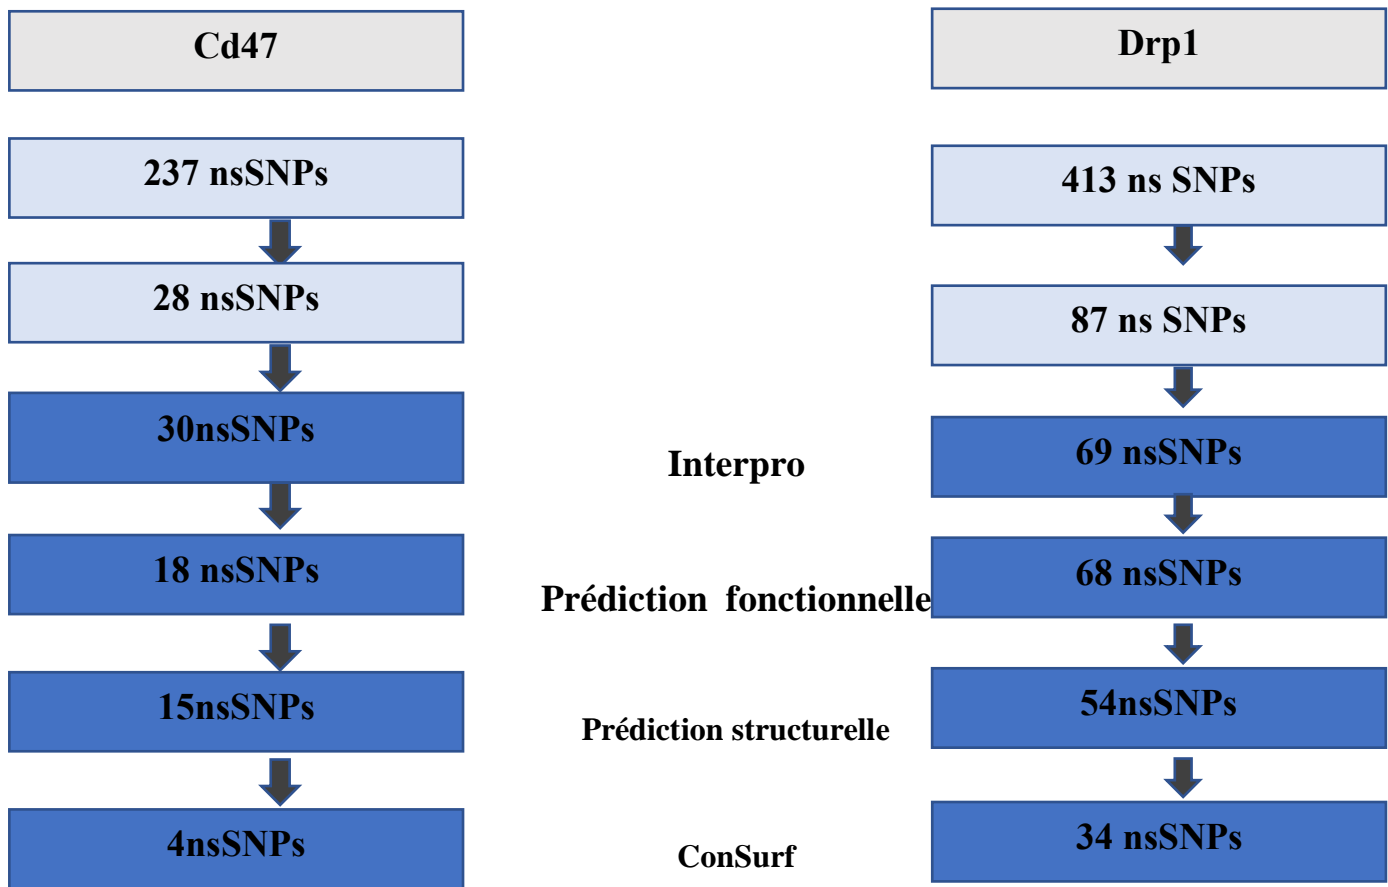 Cd47
Drp1
237 nsSNPs
413 ns SNPs
28 nsSNPs
87 ns SNPs
30nsSNPs
Interpro
69 nsSNPs
18 nsSNPs
Prédiction fonctionnelle
68 nsSNPs
15nsSNPs
Prédiction structurelle
54nsSNPs
4nsSNPs
ConSurf
34 nsSNPs